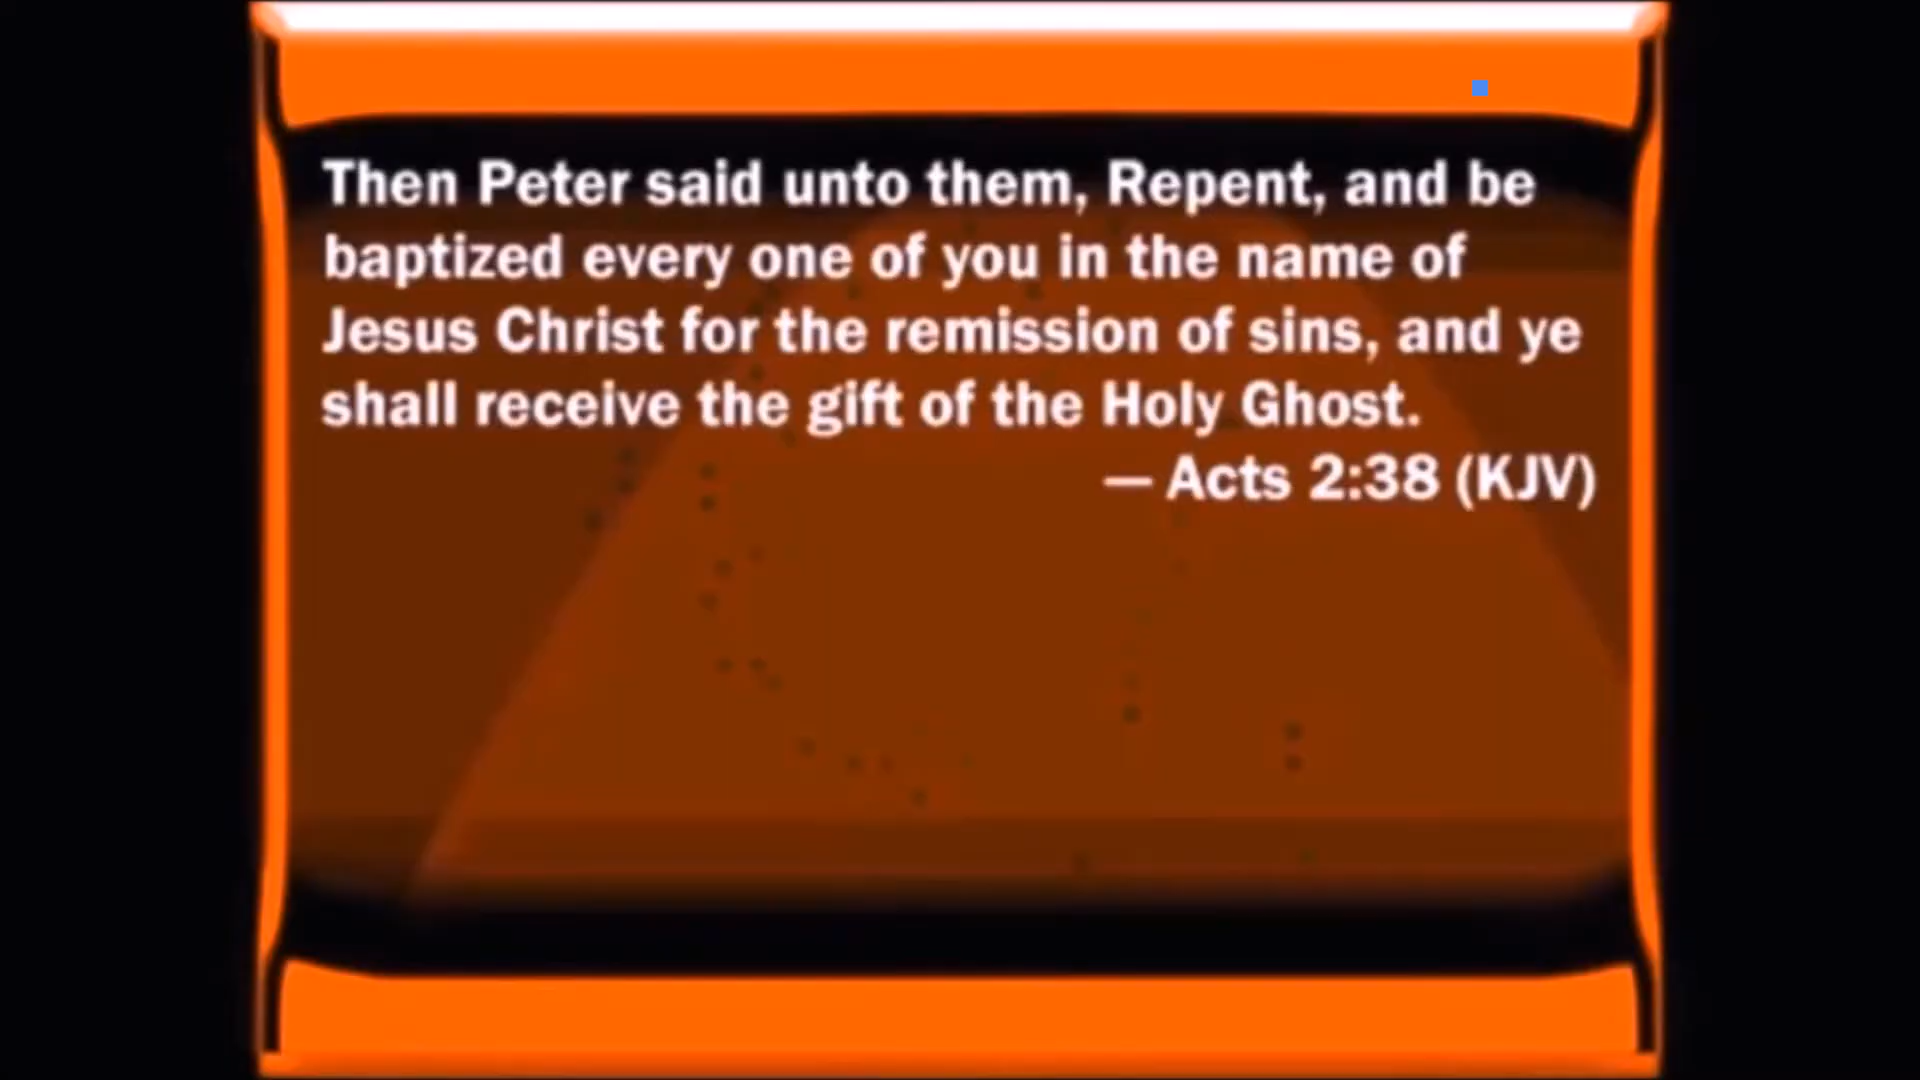 Then Peter said unto them, Repent, and be
baptized every one of you in the name of
Jesus Christ for the remission of sins, and ye
shall receive the gift of the Holy Ghost.
— Acts 2:38 (KJV)